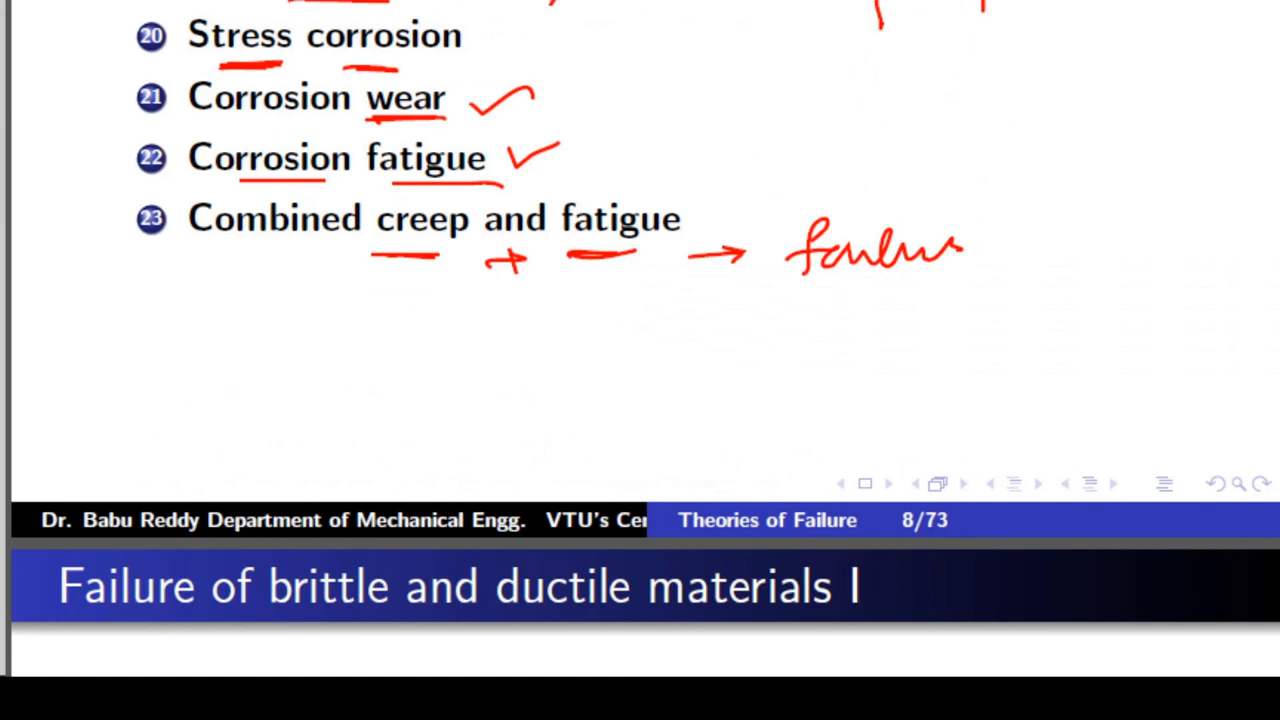 20 Stress corrosion
21 Corrosion wear
22 Corrosion fatigue
23 Combined creep and fatigue
+ → failure
Dr. Babu Reddy Department of Mechanical Engg. VTU's Cen Theories of Failure 8/73
Failure of brittle and ductile materials I